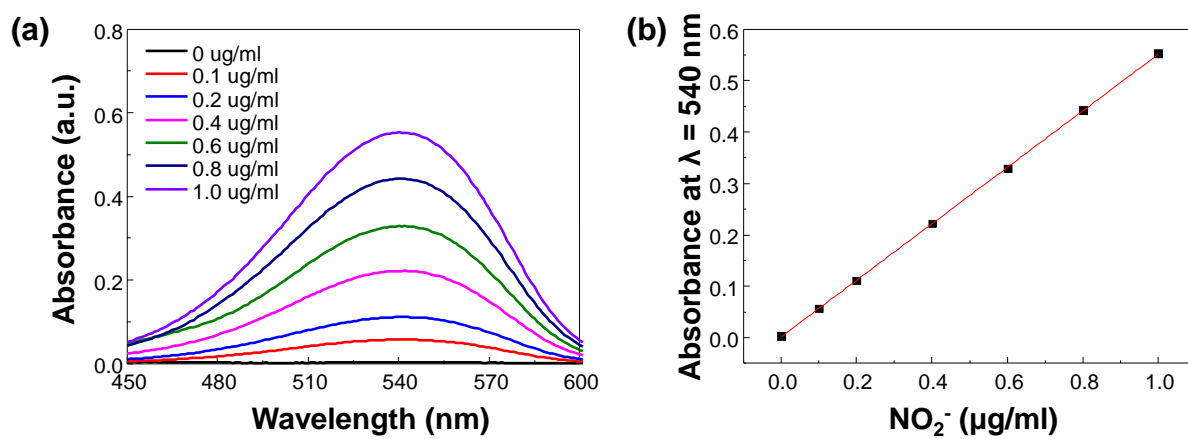 (a)
Absorbance (a.u.)
0.8
0.6
0.4
0.2
0.0
0 ug/ml
0.1 ug/ml
0.2 ug/ml
0.4 ug/ml
0.6 ug/ml
0.8 ug/ml
1.0 ug/ml
450 480 510 540 570 600
Wavelength (nm)
(b)
Absorbance at λ = 540 nm
0.6
0.5
0.4
0.3
0.2
0.1
0.0
0.0 0.2 0.4 0.6 0.8 1.0
NO₂⁻ (μg/ml)